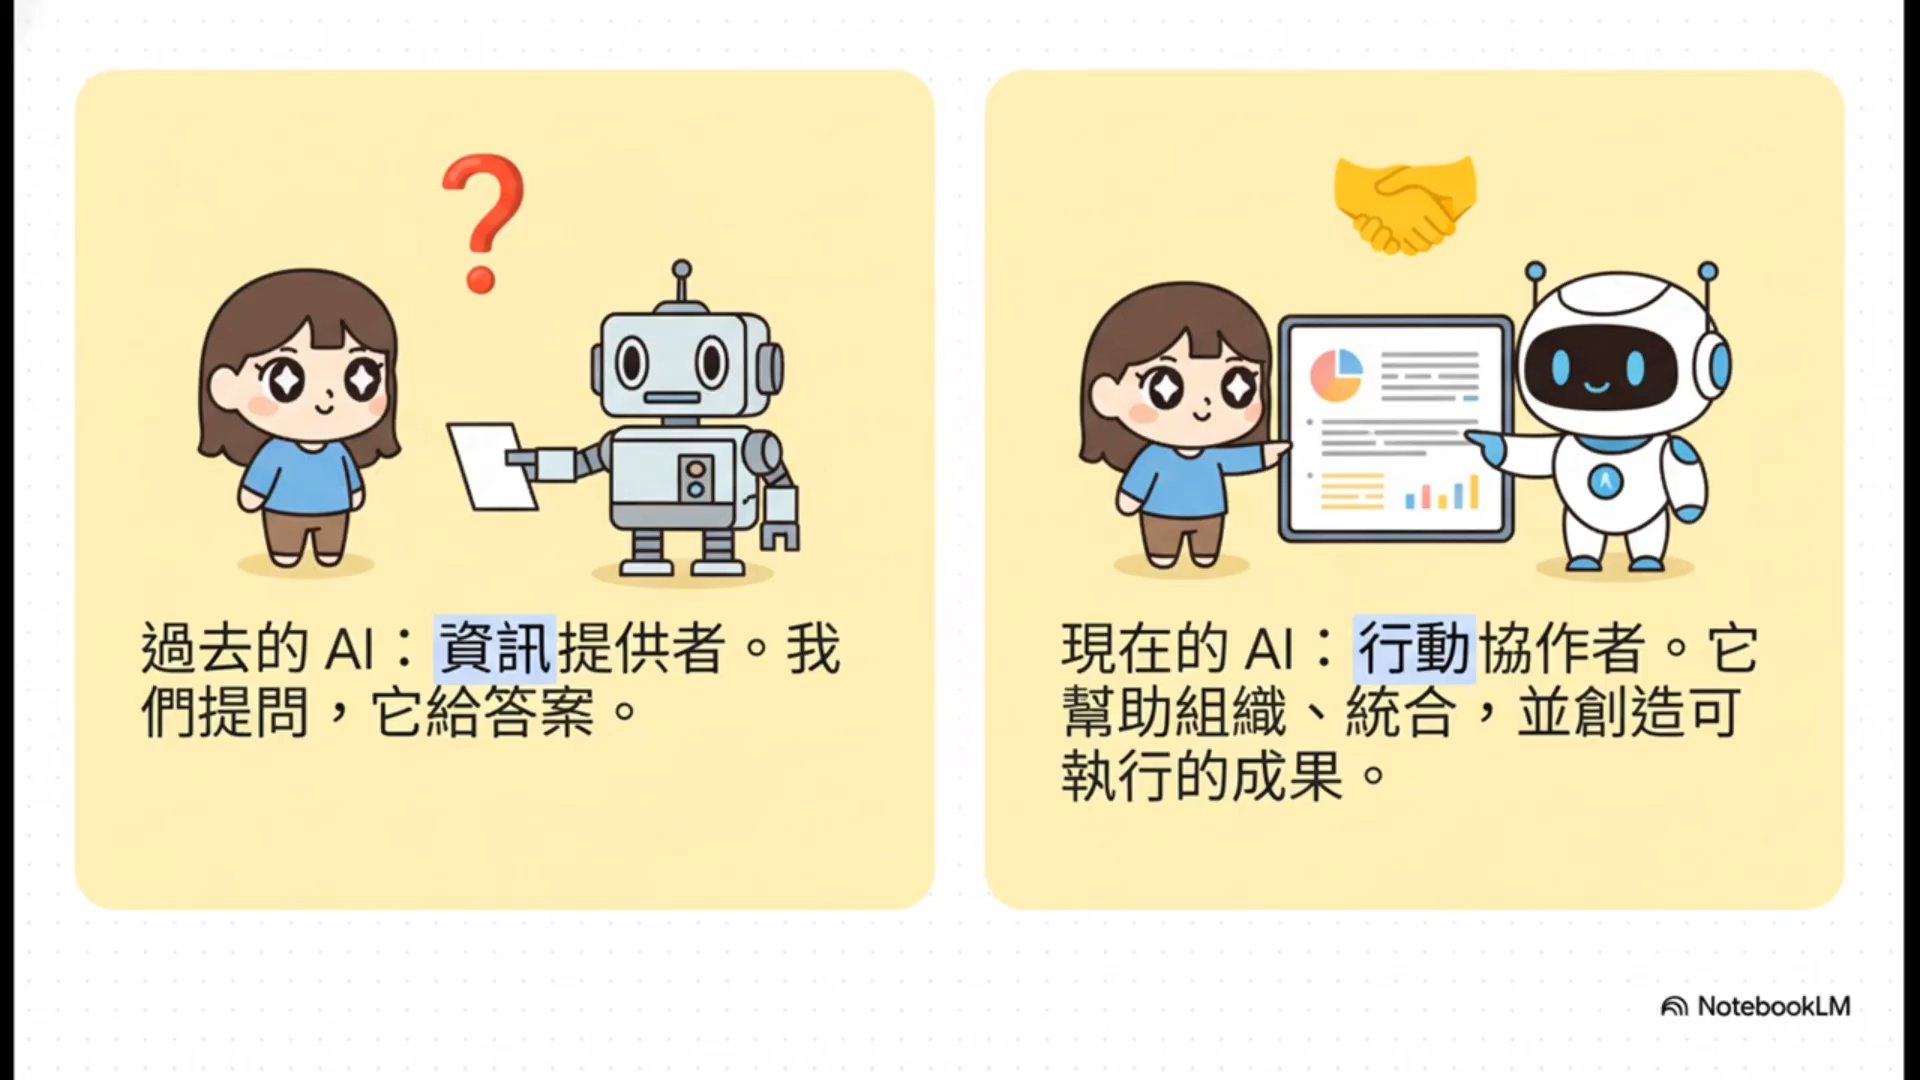 過去的 AI：資訊提供者。我
們提問，它給答案。
現在的 AI：行動協作者。它
幫助組織、統合，並創造可
執行的成果。
NotebookLM